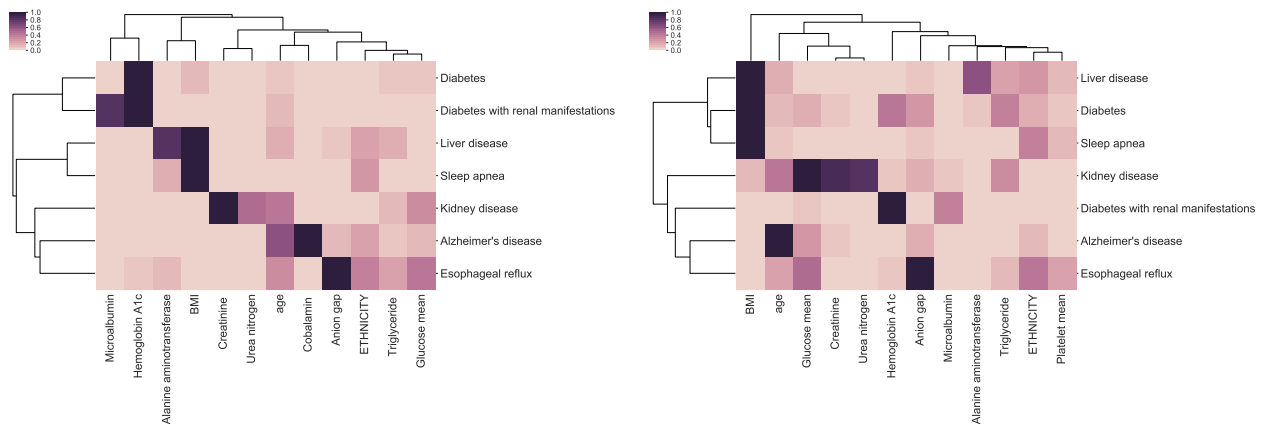 1.0
0.8
0.6
0.4
0.2
0.0
Diabetes
Diabetes with renal manifestations
Liver disease
Sleep apnea
Kidney disease
Alzheimer's disease
Esophageal reflux
Microalbumin
Hemoglobin A1c
Alanine aminotransferase
BMI
Creatinine
Urea nitrogen
age
Cobalamin
Anion gap
ETHNICITY
Triglyceride
Glucose mean
1.0
0.8
0.6
0.4
0.2
0.0
Liver disease
Diabetes
Sleep apnea
Kidney disease
Diabetes with renal manifestations
Alzheimer's disease
Esophageal reflux
BMI
age
Glucose mean
Creatinine
Urea nitrogen
Hemoglobin A1c
Anion gap
Microalbumin
Alanine aminotransferase
Triglyceride
ETHNICITY
Platelet mean